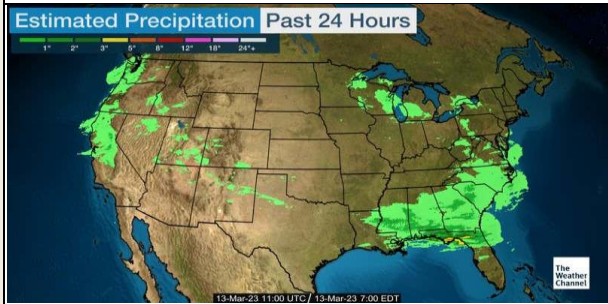 Estimated Precipitation Past 24 Hours
1" 2" 3" 5" 8" 12" 18" 24"+
The
Weather
Channel
13-Mar-23 11:00 UTC / 13-Mar-23 7:00 EDT